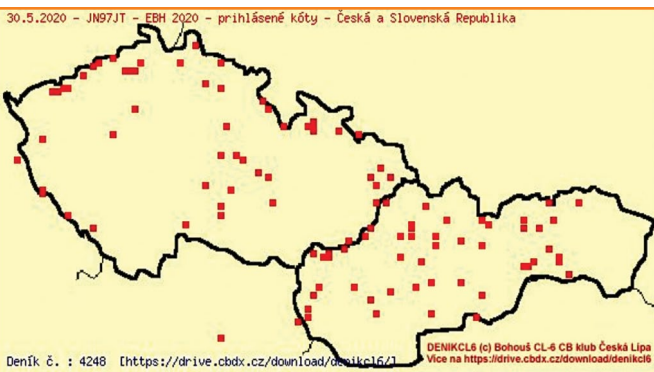 30.5.2020 - JN97JT - EBH 2020 - prihlásené kóty - Česká a Slovenská Republika
DENIKCL6 (c) Bohouš CL-6 CB klub Česká Lípa
Deník č. : 4248 [https://drive.cbdx.cz/download/denikcl6/]
Více na https://drive.cbdx.cz/download/denikcl6